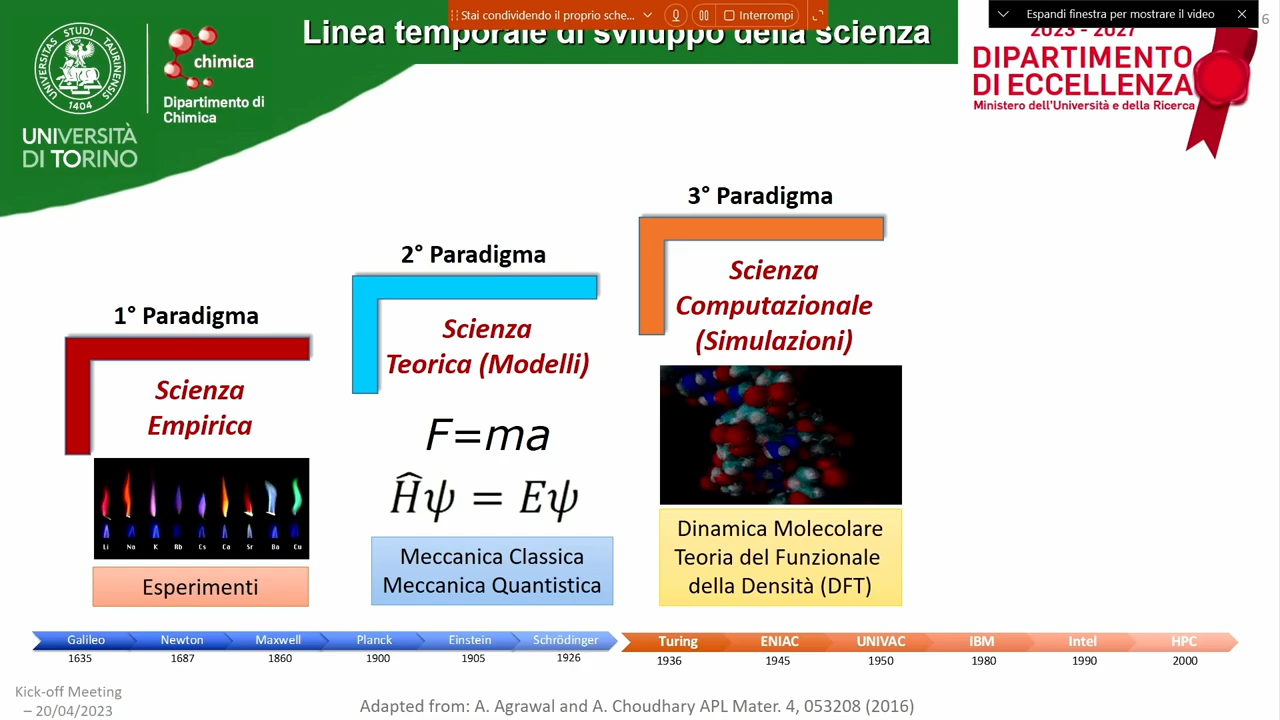 Stai condividendo il proprio sche...
Interrompi
Espandi finestra per mostrare il video
6
Linea temporale di sviluppo della scienza
UNIVERSITAS STUDII TAURINENSIS
1404
UNIVERSITÀ
DI TORINO
chimica
Dipartimento di
Chimica
2023 - 2027
DIPARTIMENTO
DI ECCELLENZA
Ministero dell'Università e della Ricerca
1° Paradigma
Scienza
Empirica
Li Na K Rb Cs Ca Sr Ba Cu
Esperimenti
2° Paradigma
Scienza
Teorica (Modelli)
F=ma
Ĥψ = Eψ
Meccanica Classica
Meccanica Quantistica
3° Paradigma
Scienza
Computazionale
(Simulazioni)
Dinamica Molecolare
Teoria del Funzionale
della Densità (DFT)
Galileo Newton Maxwell Planck Einstein Schrödinger Turing ENIAC UNIVAC IBM Intel HPC
1635 1687 1860 1900 1905 1926 1936 1945 1950 1980 1990 2000
Kick-off Meeting
– 20/04/2023
Adapted from: A. Agrawal and A. Choudhary APL Mater. 4, 053208 (2016)